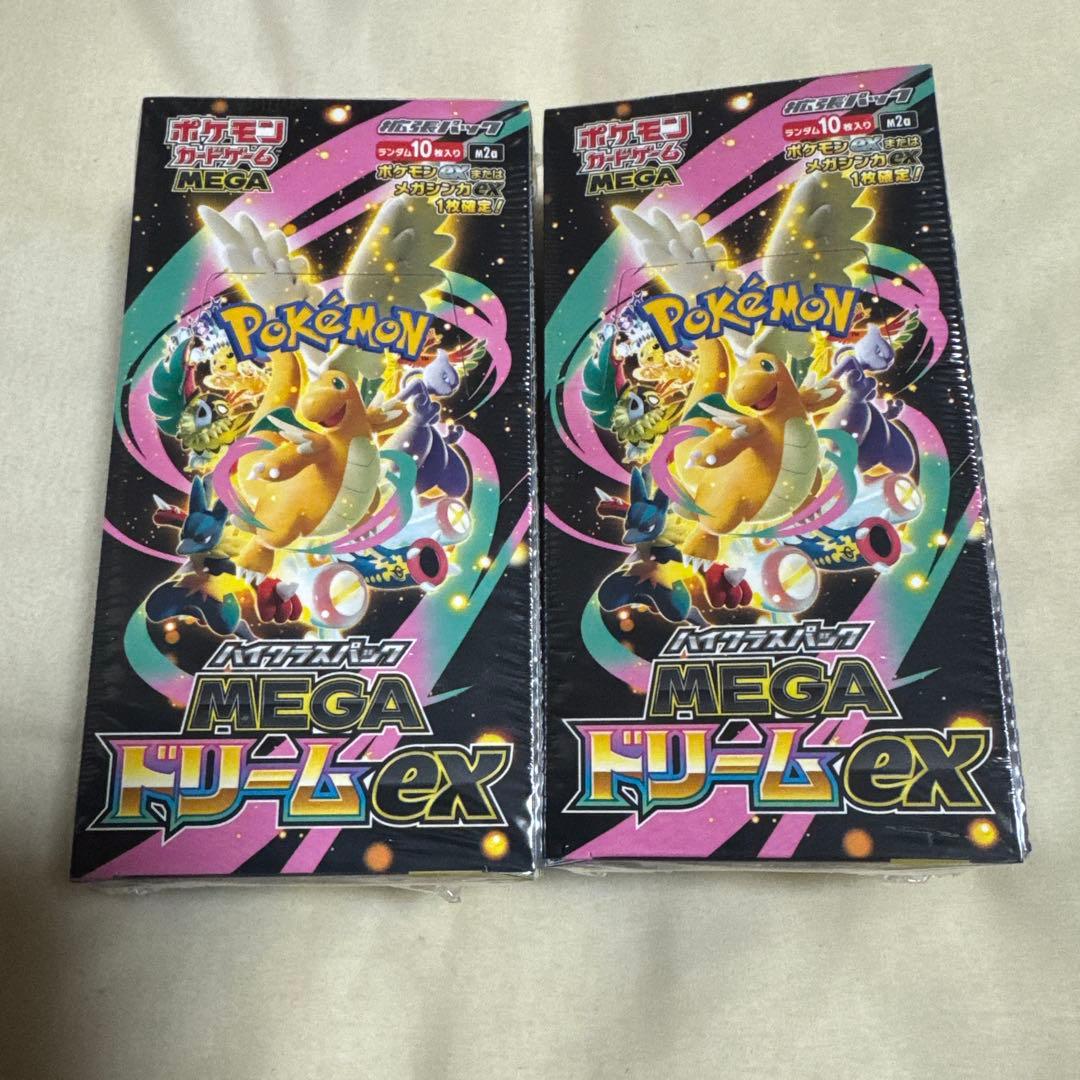 ポケモン
カードゲーム
MEGA
拡張パック
ランダム10枚入り M2a
ポケモンexまたは
メガシンカex
1枚確定!
POKéMON
ハイクラスパック
MEGA
ドリームex
ポケモン
カードゲーム
MEGA
拡張パック
ランダム10枚入り M2a
ポケモンexまたは
メガシンカex
1枚確定!
POKéMON
ハイクラスパック
MEGA
ドリームex